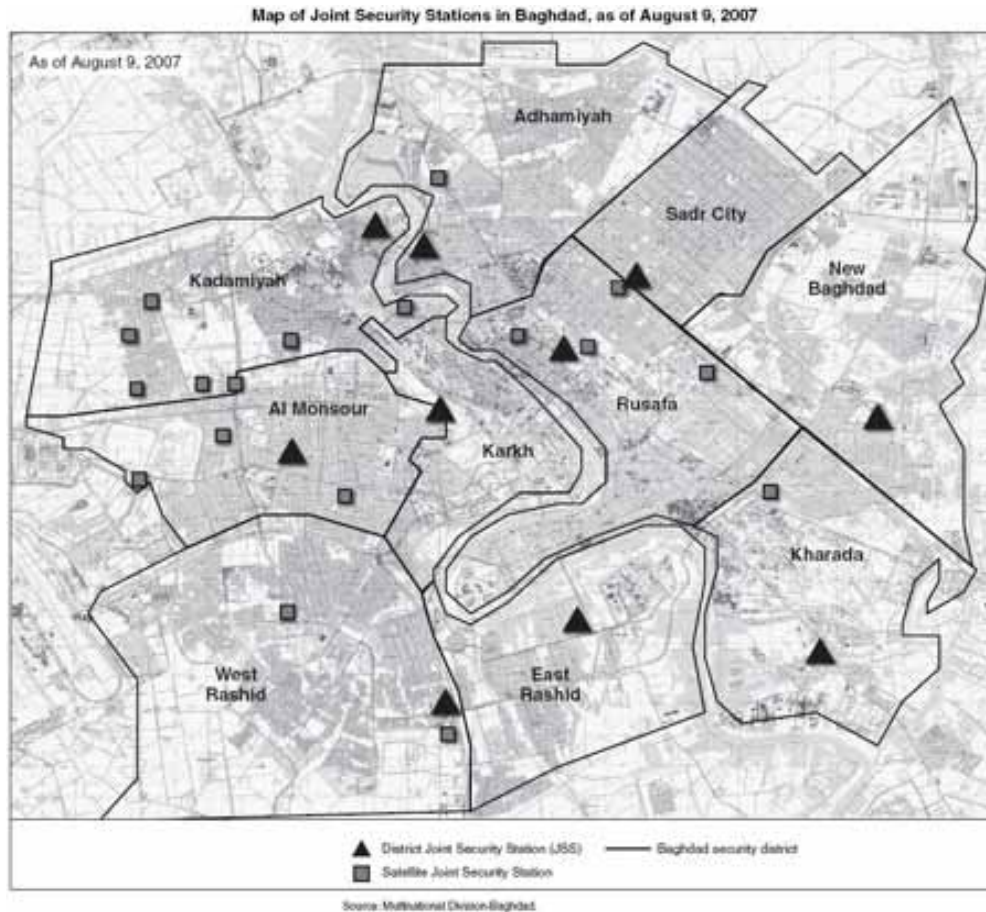 Map of Joint Security Stations in Baghdad, as of August 9, 2007
As of August 9, 2007
Adhamiyah
Sadr City
New
Baghdad
Kadamiyah
Al Monsour
Rusafa
Karkh
Kharada
West
Rashid
East
Rashid
District Joint Security Station (JSS)
Baghdad security district
Satellite Joint Security Station
Source: Multinational Division-Baghdad.